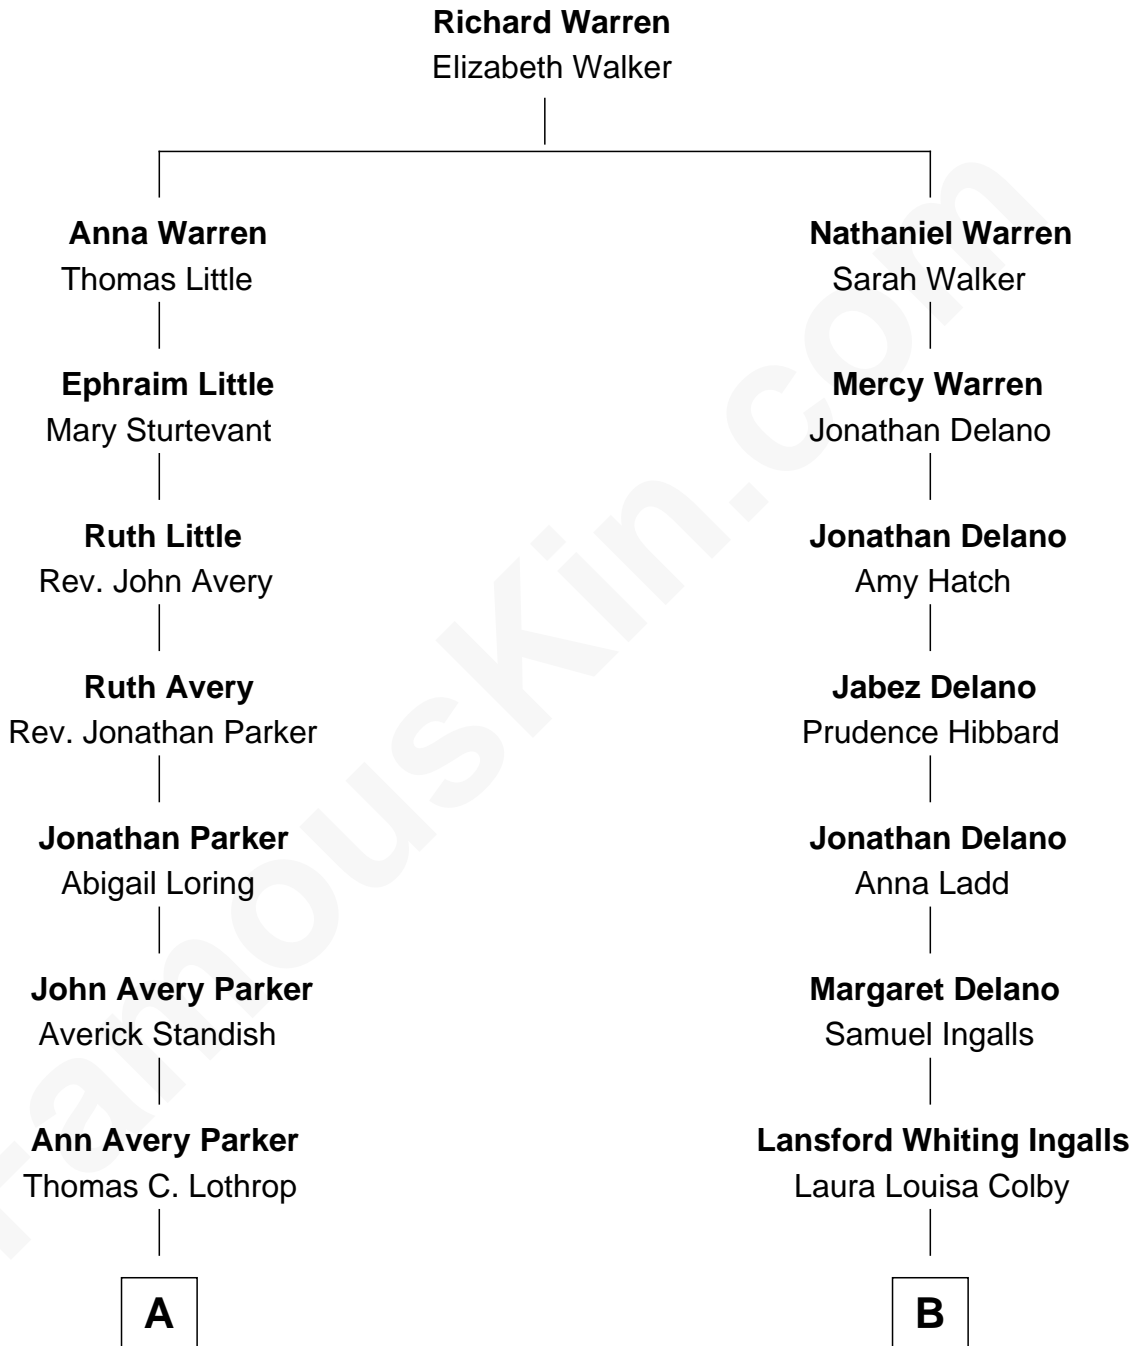 Richard Warren
Elizabeth Walker
Anna Warren
Thomas Little
Nathaniel Warren
Sarah Walker
Ephraim Little
Mary Sturtevant
Mercy Warren
Jonathan Delano
Ruth Little
Rev. John Avery
Jonathan Delano
Amy Hatch
Ruth Avery
Rev. Jonathan Parker
Jabez Delano
Prudence Hibbard
Jonathan Parker
Abigail Loring
Jonathan Delano
Anna Ladd
John Avery Parker
Averick Standish
Margaret Delano
Samuel Ingalls
Ann Avery Parker
Thomas C. Lothrop
Lansford Whiting Ingalls
Laura Louisa Colby
A
B
FamousKin.com